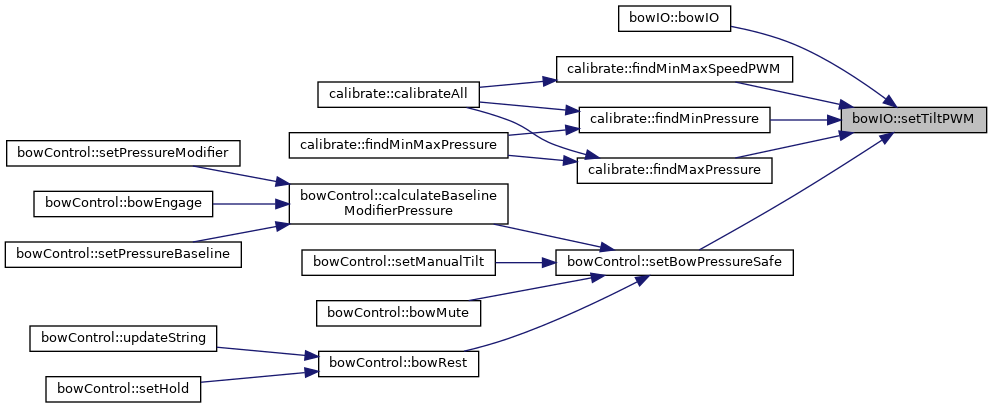 bowIO::bowIO
calibrate::findMinMaxSpeedPWM
calibrate::calibrateAll
calibrate::findMinPressure
bowIO::setTiltPWM
calibrate::findMinMaxPressure
bowControl::setPressureModifier
calibrate::findMaxPressure
bowControl::calculateBaseline
ModifierPressure
bowControl::bowEngage
bowControl::setPressureBaseline
bowControl::setManualTilt
bowControl::setBowPressureSafe
bowControl::bowMute
bowControl::updateString
bowControl::bowRest
bowControl::setHold